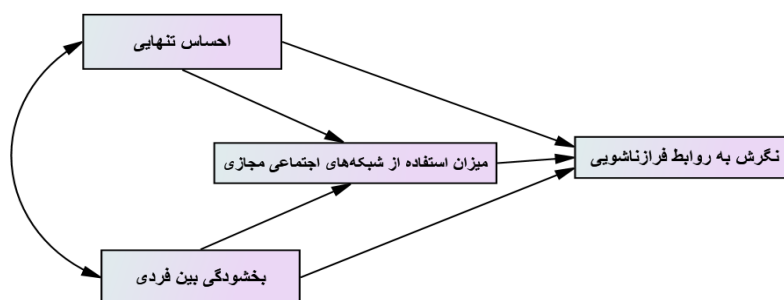 احساس تنهایی
میزان استفاده از شبکه‌های اجتماعی مجازی
نگرش به روابط فرازناشویی
بخشودگی بین فردی